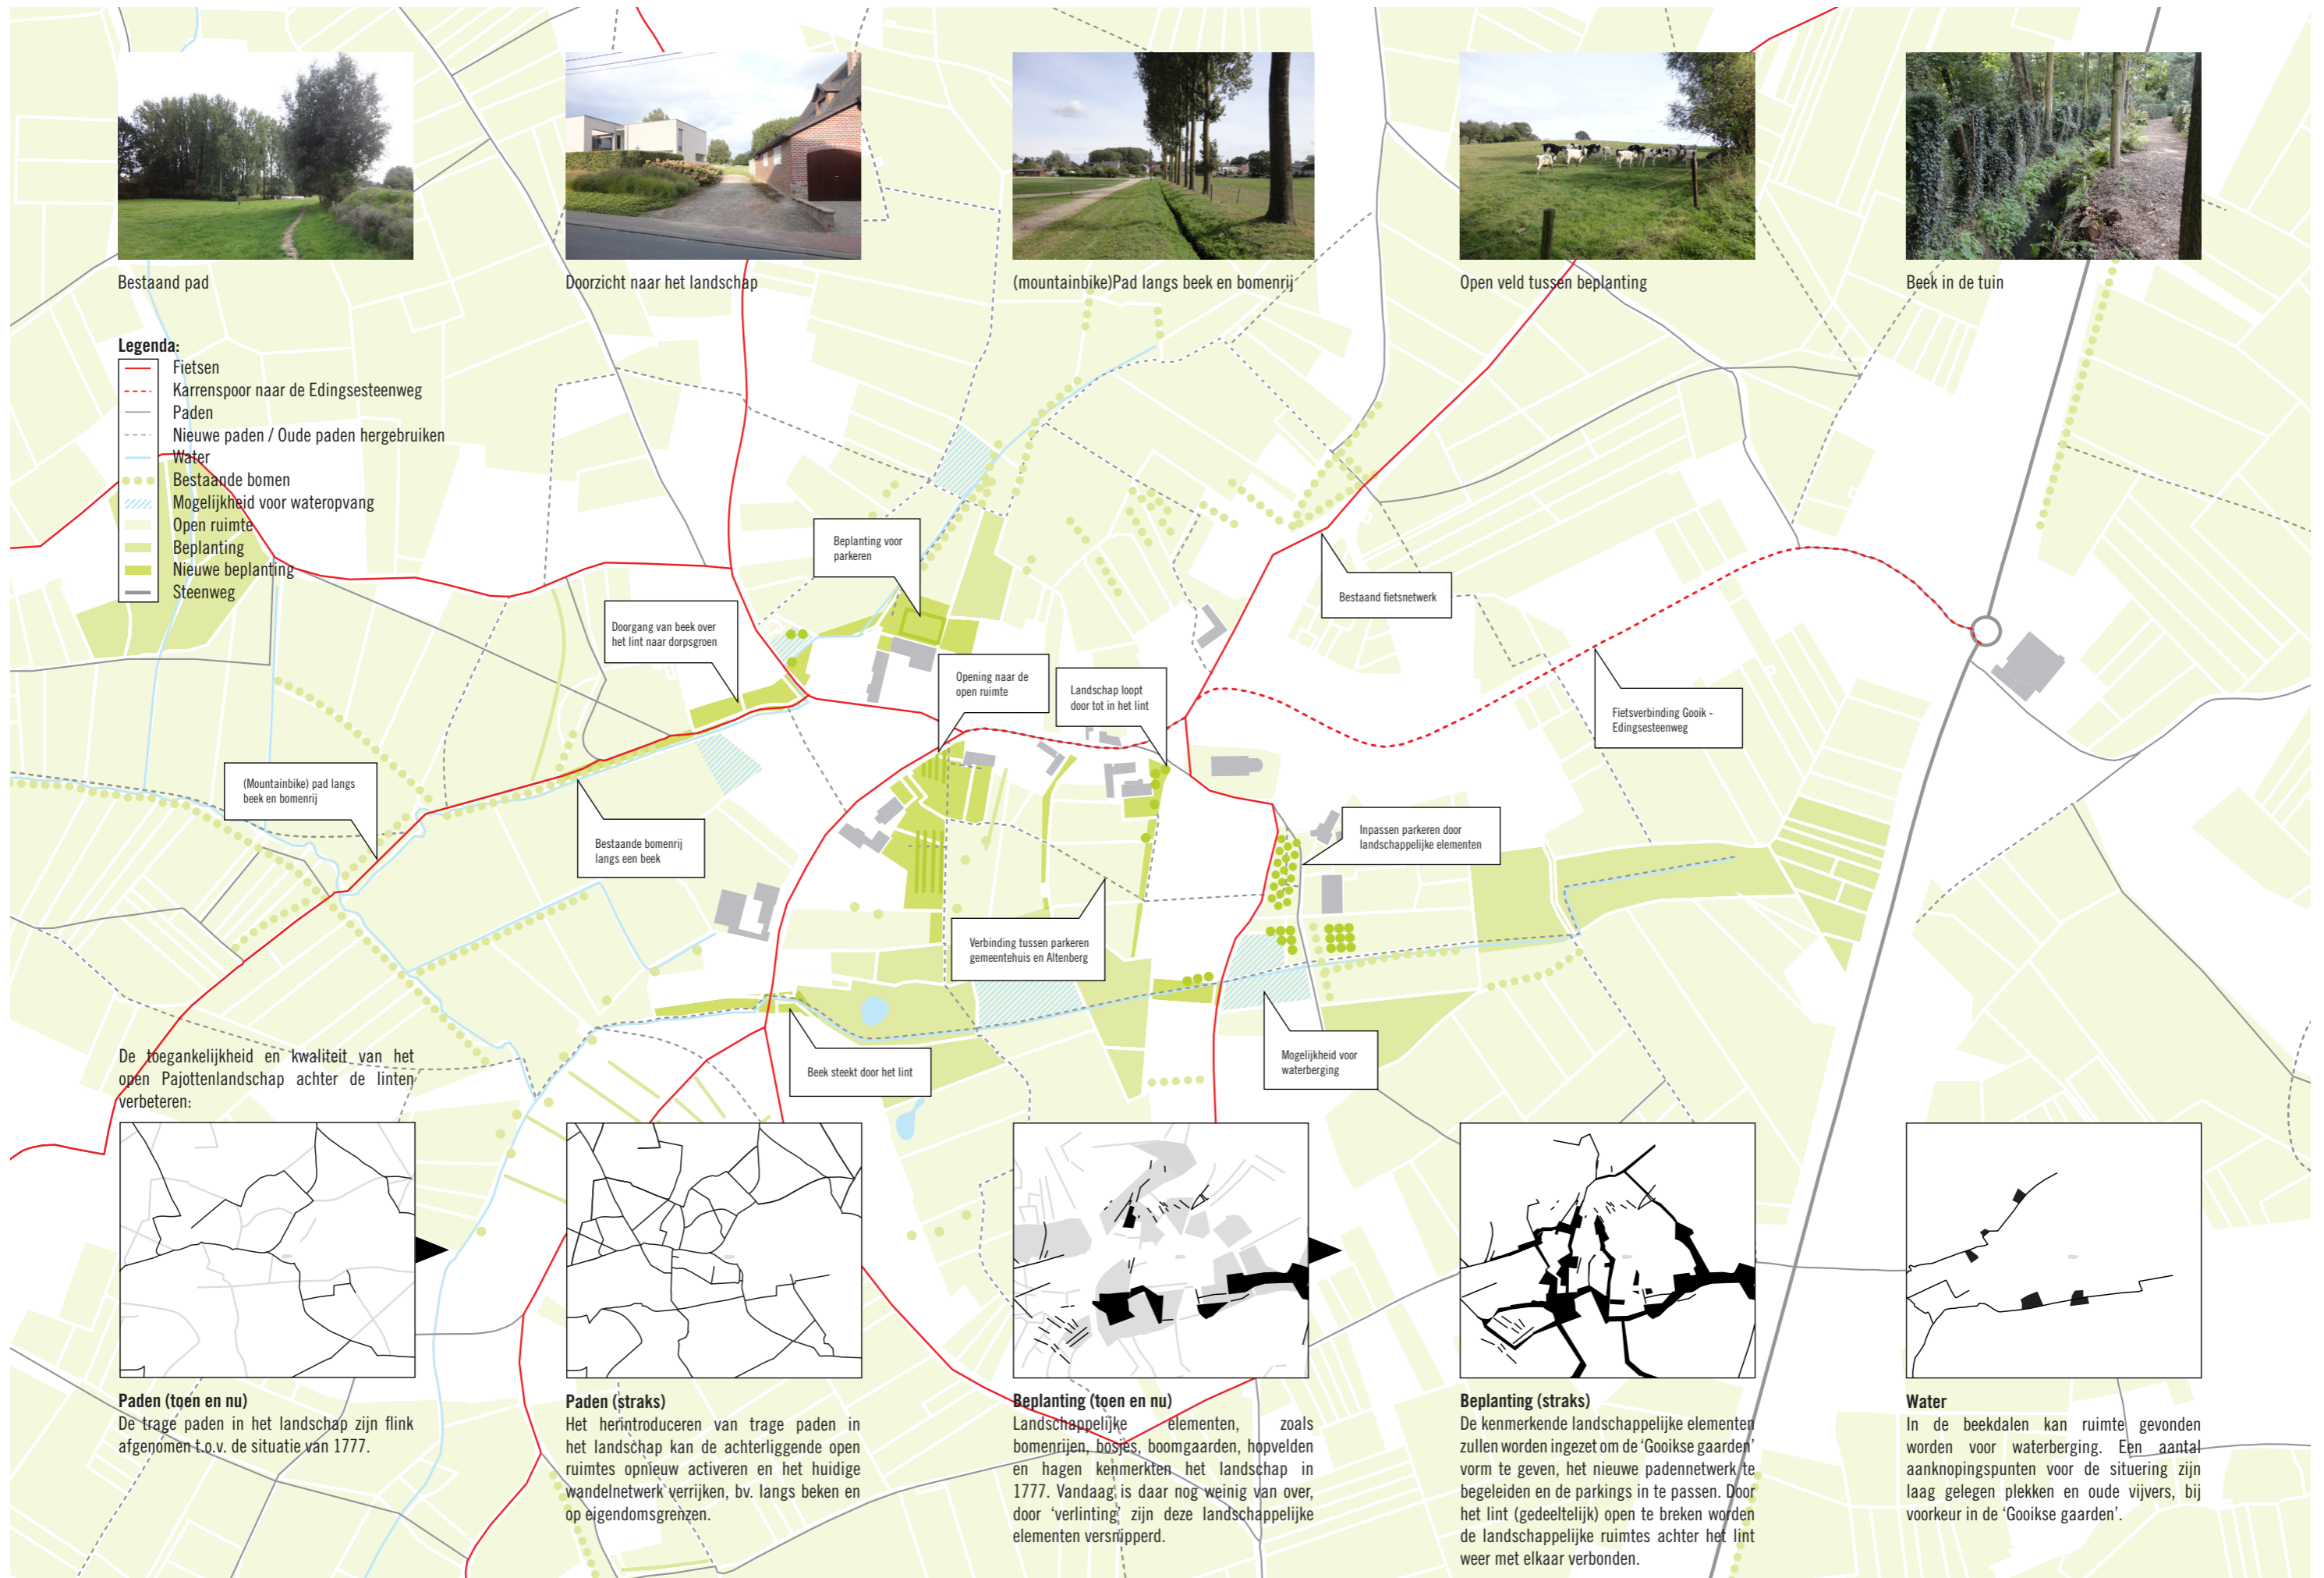 Bestaand pad
Doorzicht naar het landschap
(mountainbike)Pad langs beek en bomenrij
Open veld tussen beplanting
Beek in de tuin
Legenda:
Fietsen
Karrenspoor naar de Edingsesteenweg
Paden
Nieuwe paden / Oude paden hergebruiken
Water
Bestaande bomen
Mogelijkheid voor wateropvang
Open ruimte
Beplanting
Nieuwe beplanting
Steenweg
Beplanting voor
parkeren
Bestaand fietsnetwerk
Doorgang van beek over
het lint naar dorpsgroen
Opening naar de
open ruimte
Landschap loopt
door tot in het lint
Fietsverbinding Gooik -
Edingsesteenweg
(Mountainbike) pad langs
beek en bomenrij
Bestaande bomenrij
langs een beek
Inpassen parkeren door
landschappelijke elementen
Verbinding tussen parkeren
gemeentehuis en Altenberg
Beek steekt door het lint
Mogelijkheid voor
waterberging
De toegankelijkheid en kwaliteit van het
open Pajottenlandschap achter de linten
verbeteren:
Paden (toen en nu)
De trage paden in het landschap zijn flink
afgenomen t.o.v. de situatie van 1777.
Paden (straks)
Het herintroduceren van trage paden in
het landschap kan de achterliggende open
ruimtes opnieuw activeren en het huidige
wandelnetwerk verrijken, bv. langs beken en
op eigendomsgrenzen.
Beplanting (toen en nu)
Landschappelijke elementen, zoals
bomenrijen, bosjes, boomgaarden, hopvelden
en hagen kenmerkten het landschap in
1777. Vandaag is daar nog weinig van over,
door ‘verlinting’ zijn deze landschappelijke
elementen versnipperd.
Beplanting (straks)
De kenmerkende landschappelijke elementen
zullen worden ingezet om de ‘Gooikse gaarden’
vorm te geven, het nieuwe padennetwerk te
begeleiden en de parkings in te passen. Door
het lint (gedeeltelijk) open te breken worden
de landschappelijke ruimtes achter het lint
weer met elkaar verbonden.
Water
In de beekdalen kan ruimte gevonden
worden voor waterberging. Een aantal
aanknopingspunten voor de situering zijn
laag gelegen plekken en oude vijvers, bij
voorkeur in de ‘Gooikse gaarden’.